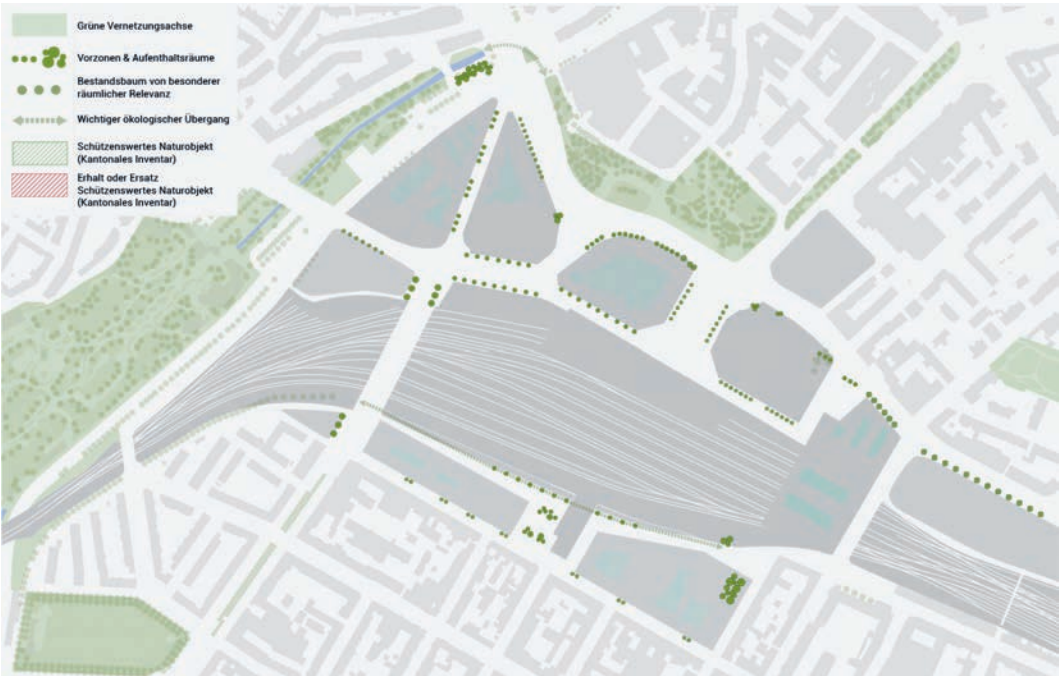 Grüne Vernetzungsachse
Vorzonen & Aufenthaltsräume
Bestandsbaum von besonderer
räumlicher Relevanz
Wichtiger ökologischer Übergang
Schützenswertes Naturobjekt
(Kantonales Inventar)
Erhalt oder Ersatz
Schützenswertes Naturobjekt
(Kantonales Inventar)